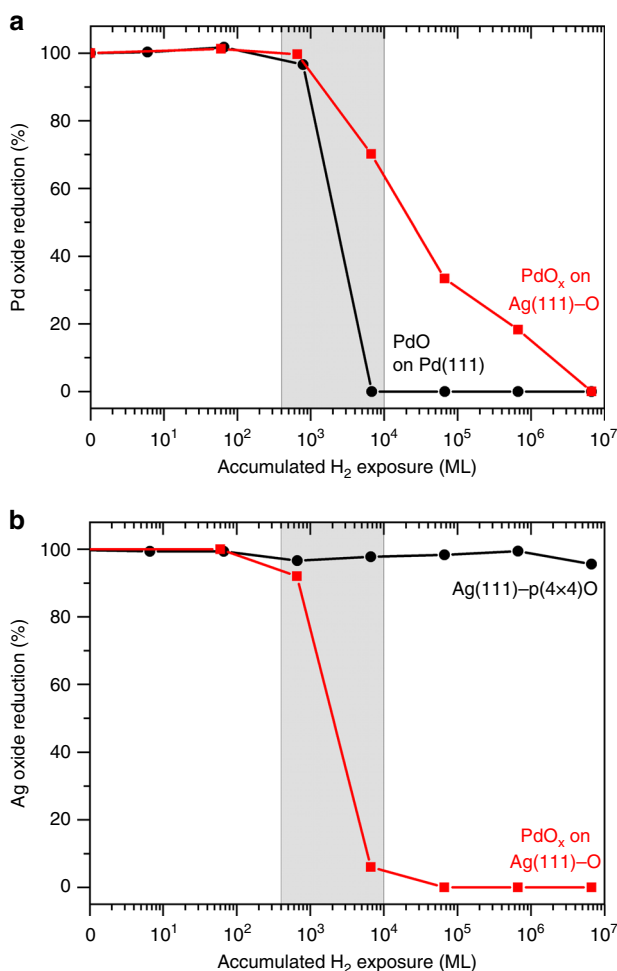 a
Pd oxide reduction (%)
100
80
60
40
20
0
PdOₓ on
Ag(111)–O
PdO
on Pd(111)
0 10¹ 10² 10³ 10⁴ 10⁵ 10⁶ 10⁷
Accumulated H₂ exposure (ML)
b
Ag oxide reduction (%)
100
80
60
40
20
0
Ag(111)–p(4×4)O
PdOₓ on
Ag(111)–O
0 10¹ 10² 10³ 10⁴ 10⁵ 10⁶ 10⁷
Accumulated H₂ exposure (ML)